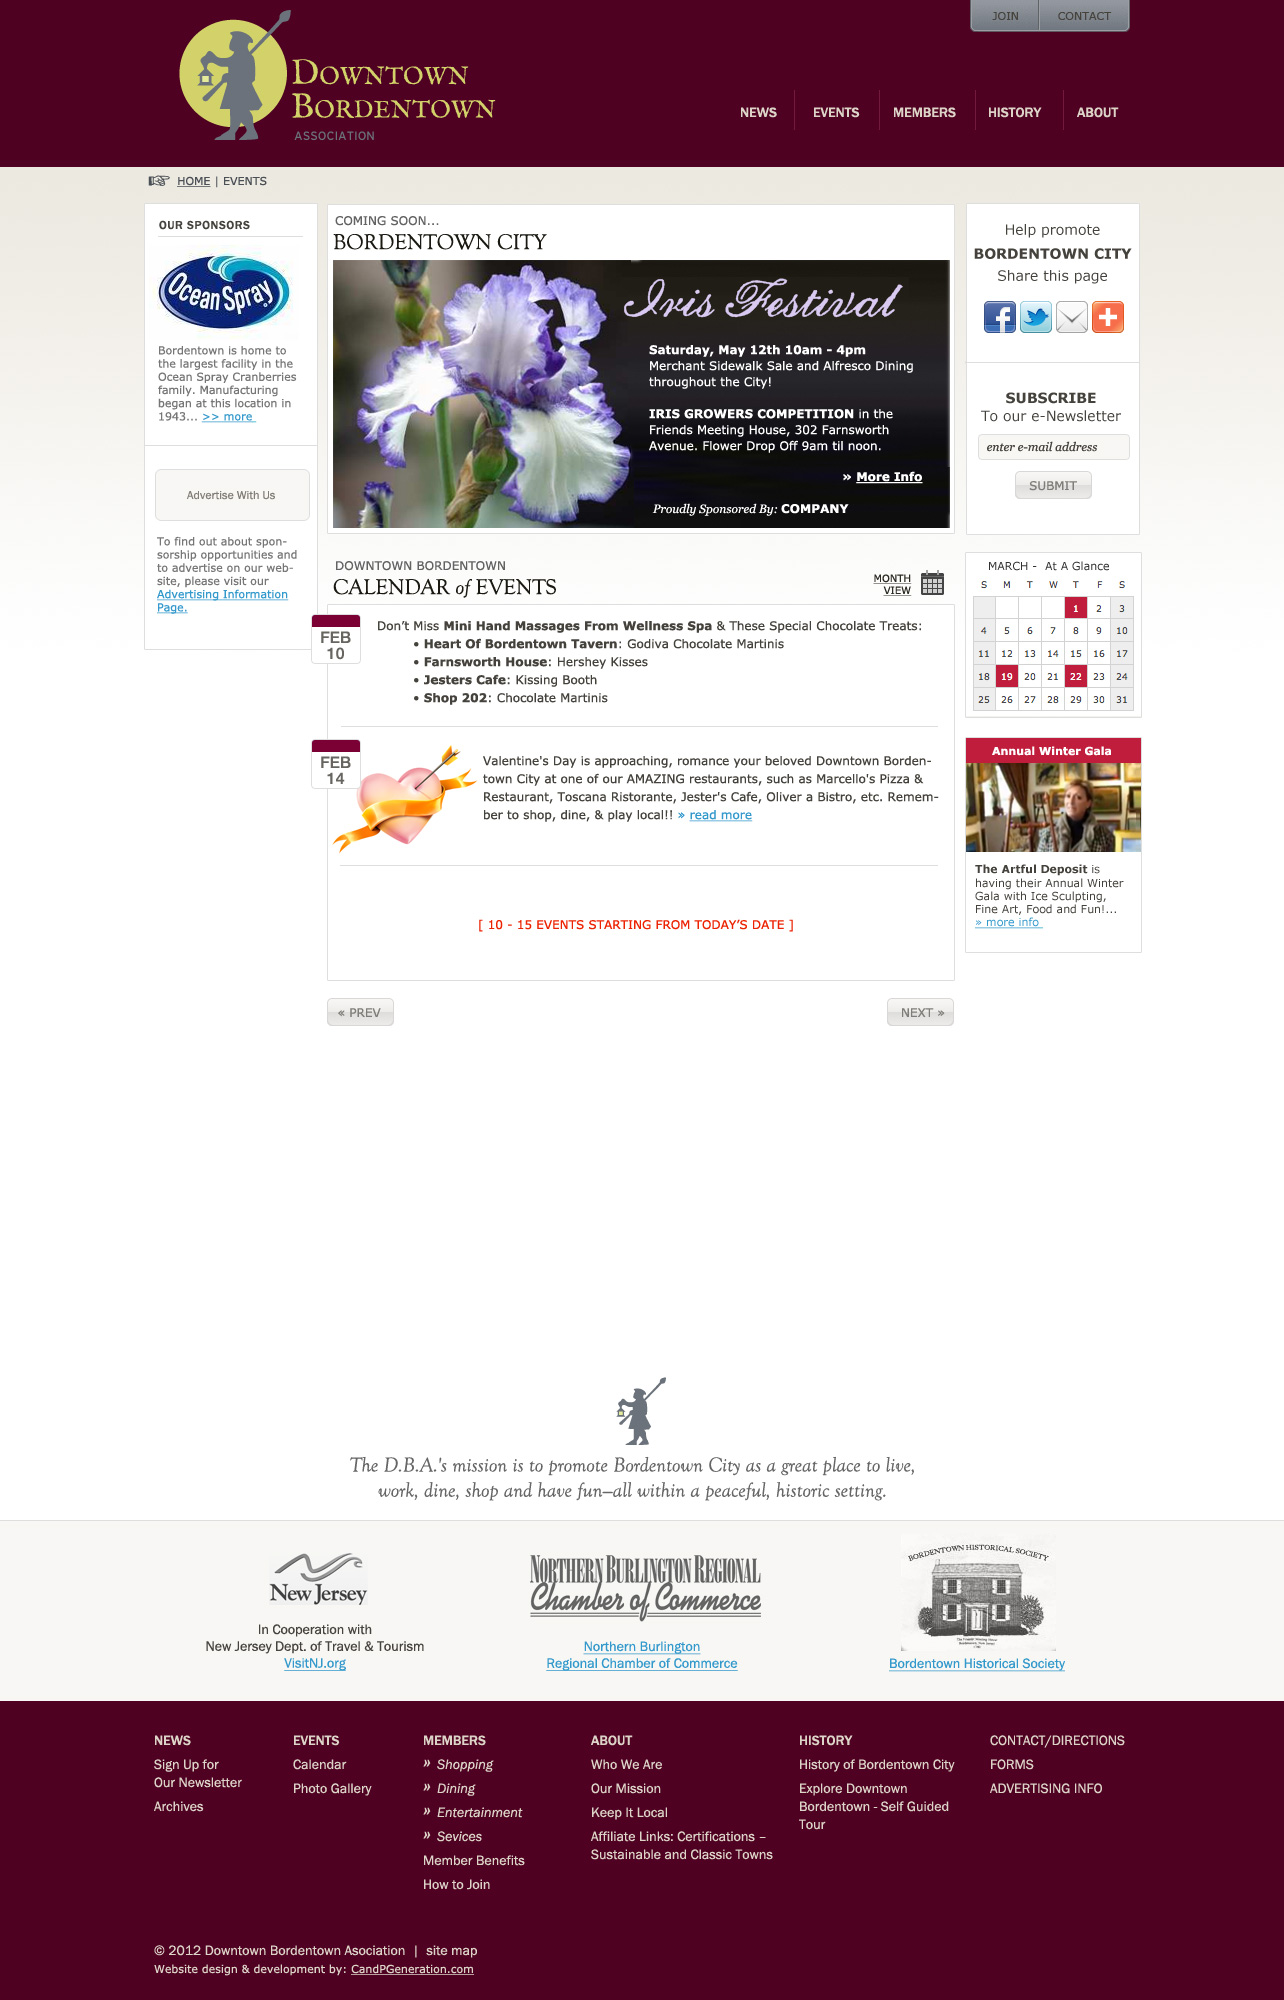 JOIN
CONTACT
DOWNTOWN
BORDENTOWN
ASSOCIATION
NEWS
EVENTS
MEMBERS
HISTORY
ABOUT
HOME | EVENTS
OUR SPONSORS
Ocean Spray
Bordentown is home to
the largest facility in the
Ocean Spray Cranberries
family. Manufacturing
began at this location in
1943... >> more
Advertise With Us
To find out about spon-
sorship opportunities and
to advertise on our web-
site, please visit our
Advertising Information
Page.
COMING SOON...
BORDENTOWN CITY
Iris Festival
Saturday, May 12th 10am - 4pm
Merchant Sidewalk Sale and Alfresco Dining
throughout the City!
IRIS GROWERS COMPETITION in the
Friends Meeting House, 302 Farnsworth
Avenue. Flower Drop Off 9am til noon.
» More Info
Proudly Sponsored By: COMPANY
DOWNTOWN BORDENTOWN
CALENDAR of EVENTS
MONTH
VIEW
FEB
10
Don't Miss Mini Hand Massages From Wellness Spa & These Special Chocolate Treats:
• Heart Of Bordentown Tavern: Godiva Chocolate Martinis
• Farnsworth House: Hershey Kisses
• Jesters Cafe: Kissing Booth
• Shop 202: Chocolate Martinis
FEB
14
Valentine's Day is approaching, romance your beloved Downtown Borden-
town City at one of our AMAZING restaurants, such as Marcello's Pizza &
Restaurant, Toscana Ristorante, Jester's Cafe, Oliver a Bistro, etc. Remem-
ber to shop, dine, & play local!! » read more
[ 10 - 15 EVENTS STARTING FROM TODAY'S DATE ]
« PREV
NEXT »
Help promote
BORDENTOWN CITY
Share this page
SUBSCRIBE
To our e-Newsletter
enter e-mail address
SUBMIT
MARCH - At A Glance
S M T W T F S
1 2 3
4 5 6 7 8 9 10
11 12 13 14 15 16 17
18 19 20 21 22 23 24
25 26 27 28 29 30 31
Annual Winter Gala
The Artful Deposit is
having their Annual Winter
Gala with Ice Sculpting,
Fine Art, Food and Fun!...
» more info
The D.B.A.'s mission is to promote Bordentown City as a great place to live,
work, dine, shop and have fun–all within a peaceful, historic setting.
New Jersey
In Cooperation with
New Jersey Dept. of Travel & Tourism
VisitNJ.org
NORTHERN BURLINGTON REGIONAL
Chamber of Commerce
Northern Burlington
Regional Chamber of Commerce
BORDENTOWN HISTORICAL SOCIETY
Bordentown Historical Society
NEWS
Sign Up for
Our Newsletter
Archives
EVENTS
Calendar
Photo Gallery
MEMBERS
» Shopping
» Dining
» Entertainment
» Sevices
Member Benefits
How to Join
ABOUT
Who We Are
Our Mission
Keep It Local
Affiliate Links: Certifications –
Sustainable and Classic Towns
HISTORY
History of Bordentown City
Explore Downtown
Bordentown - Self Guided
Tour
CONTACT/DIRECTIONS
FORMS
ADVERTISING INFO
© 2012 Downtown Bordentown Asociation | site map
Website design & development by: CandPGeneration.com